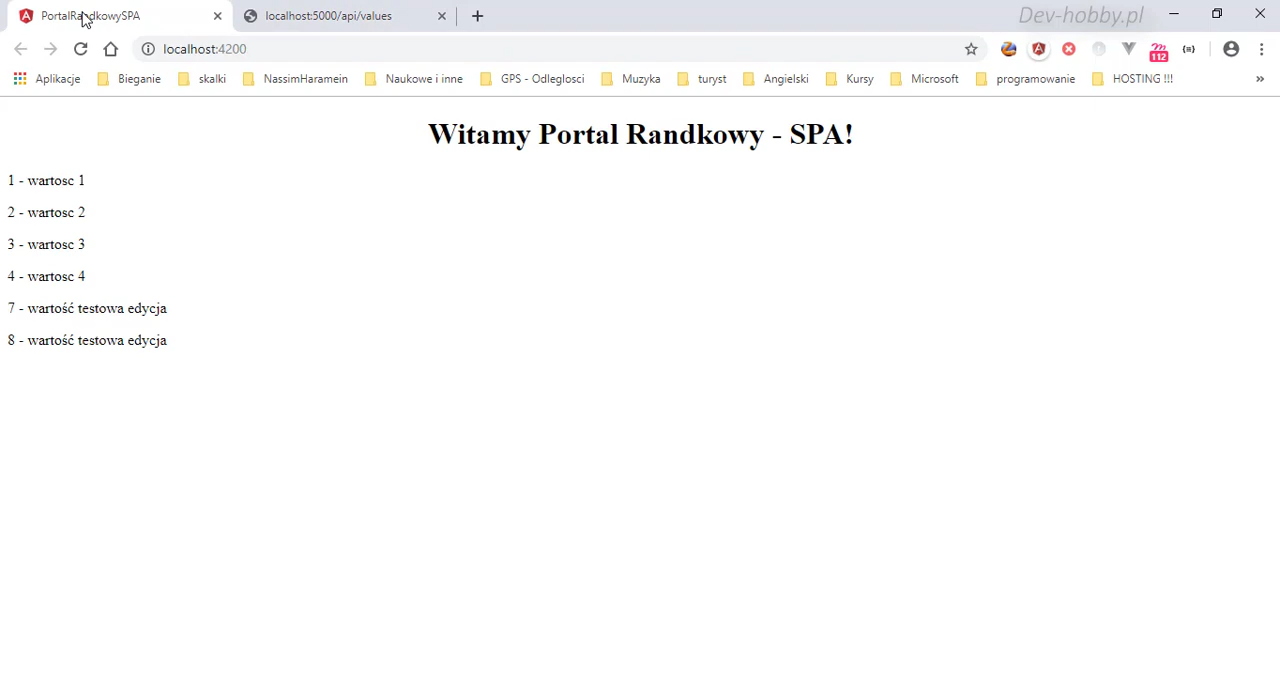 PortalRandkowySPA
localhost:5000/api/values
Dev-hobby.pl
localhost:4200
112
Aplikacje Bieganie skalki NassimHaramein Naukowe i inne GPS - Odleglosci Muzyka turyst Angielski Kursy Microsoft programowanie HOSTING !!! »
Witamy Portal Randkowy - SPA!
1 - wartosc 1
2 - wartosc 2
3 - wartosc 3
4 - wartosc 4
7 - wartość testowa edycja
8 - wartość testowa edycja